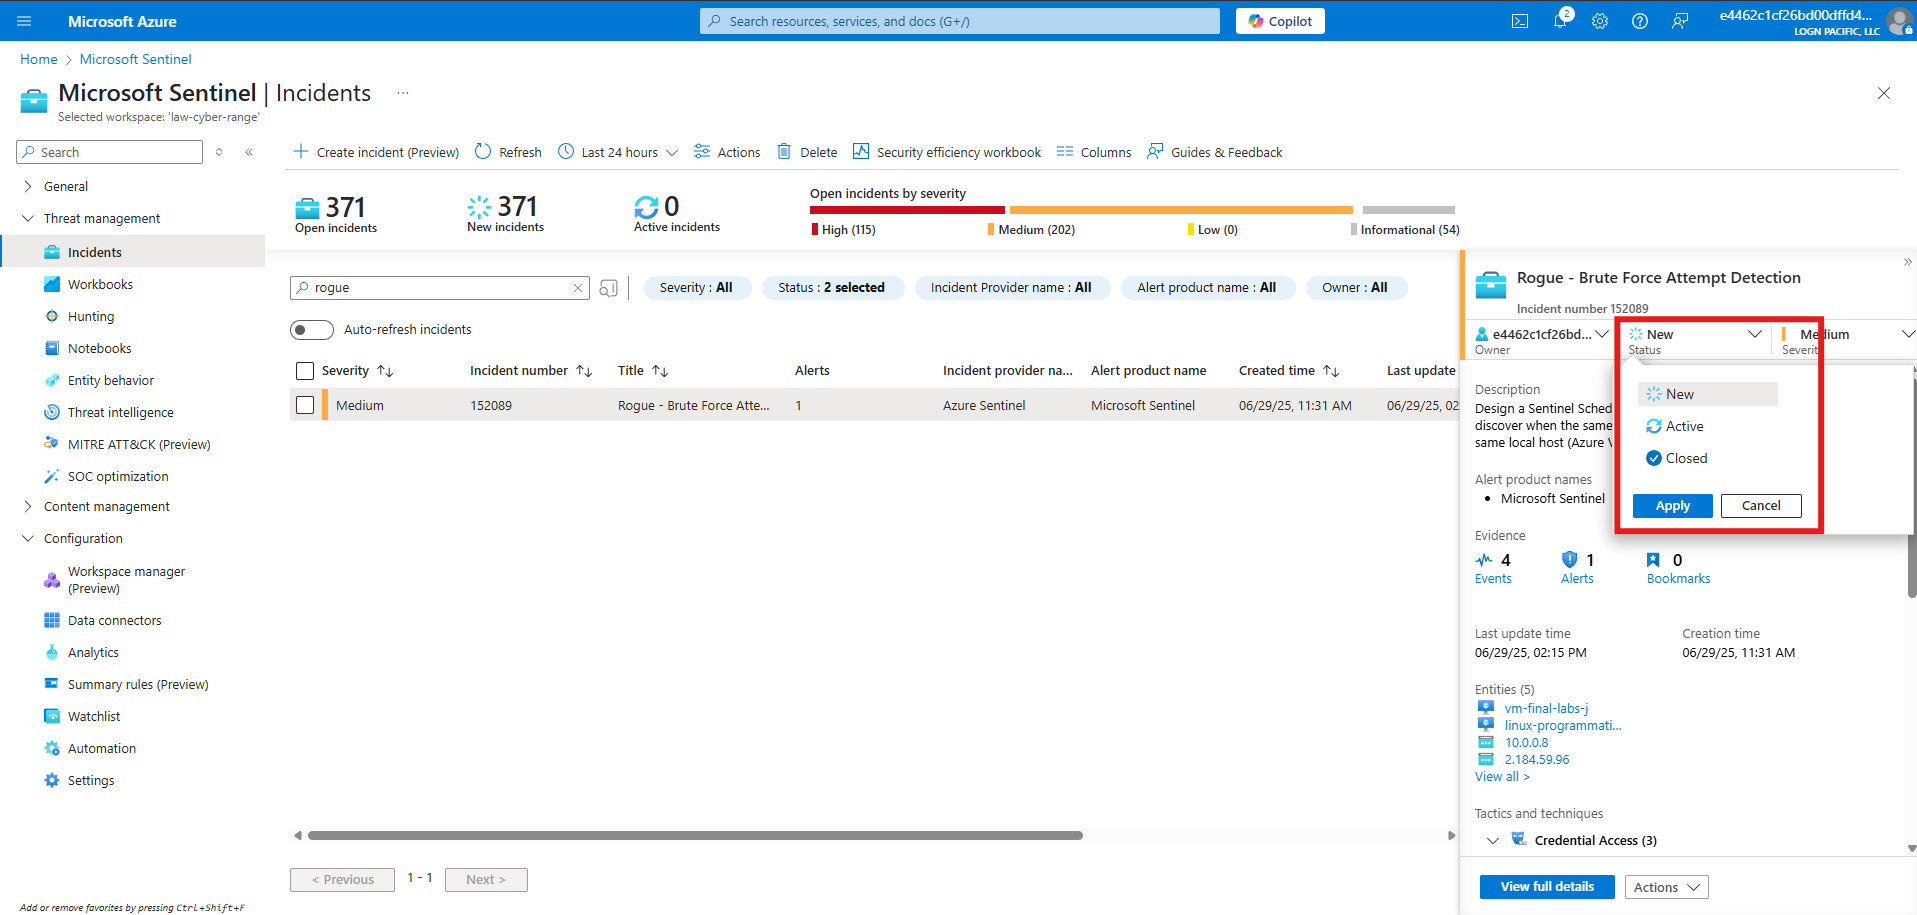 Microsoft Azure
Search resources, services, and docs (G+/)
Copilot
2
e4462c1cf26bd00dffd4...
LOGN PACIFIC, LLC
Home > Microsoft Sentinel
Microsoft Sentinel | Incidents ...
Selected workspace: 'law-cyber-range'
Search
General
Threat management
Incidents
Workbooks
Hunting
Notebooks
Entity behavior
Threat intelligence
MITRE ATT&CK (Preview)
SOC optimization
Content management
Configuration
Workspace manager
(Preview)
Data connectors
Analytics
Summary rules (Preview)
Watchlist
Automation
Settings
Add or remove favorites by pressing Ctrl+Shift+F
Create incident (Preview) Refresh Last 24 hours Actions Delete Security efficiency workbook Columns Guides & Feedback
371
Open incidents
371
New incidents
0
Active incidents
Open incidents by severity
High (115) Medium (202) Low (0) Informational (54)
rogue
Severity : All Status : 2 selected Incident Provider name : All Alert product name : All Owner : All
Auto-refresh incidents
Severity Incident number Title Alerts Incident provider na... Alert product name Created time Last update
Medium 152089 Rogue - Brute Force Atte... 1 Azure Sentinel Microsoft Sentinel 06/29/25, 11:31 AM 06/29/25, 02
< Previous 1 - 1 Next >
Rogue - Brute Force Attempt Detection
Incident number 152089
e4462c1cf26bd... New Medium
Owner Status Severit
New
Active
Closed
Apply Cancel
Description
Design a Sentinel Sched
discover when the same
same local host (Azure
Alert product names
• Microsoft Sentinel
Evidence
4 1 0
Events Alerts Bookmarks
Last update time Creation time
06/29/25, 02:15 PM 06/29/25, 11:31 AM
Entities (5)
vm-final-labs-j
linux-programmati...
10.0.0.8
2.184.59.96
View all >
Tactics and techniques
Credential Access (3)
View full details Actions